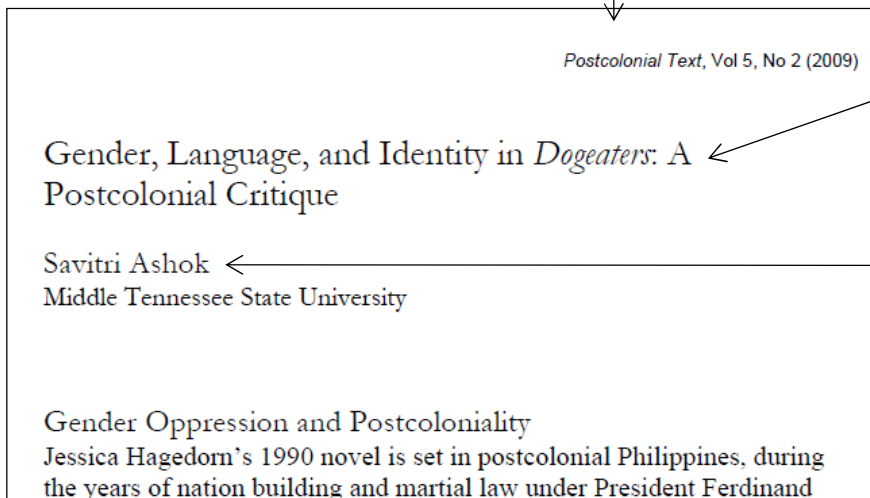 Postcolonial Text, Vol 5, No 2 (2009)
Gender, Language, and Identity in Dogeaters: A
Postcolonial Critique
Savitri Ashok
Middle Tennessee State University
Gender Oppression and Postcoloniality
Jessica Hagedorn’s 1990 novel is set in postcolonial Philippines, during
the years of nation building and martial law under President Ferdinand